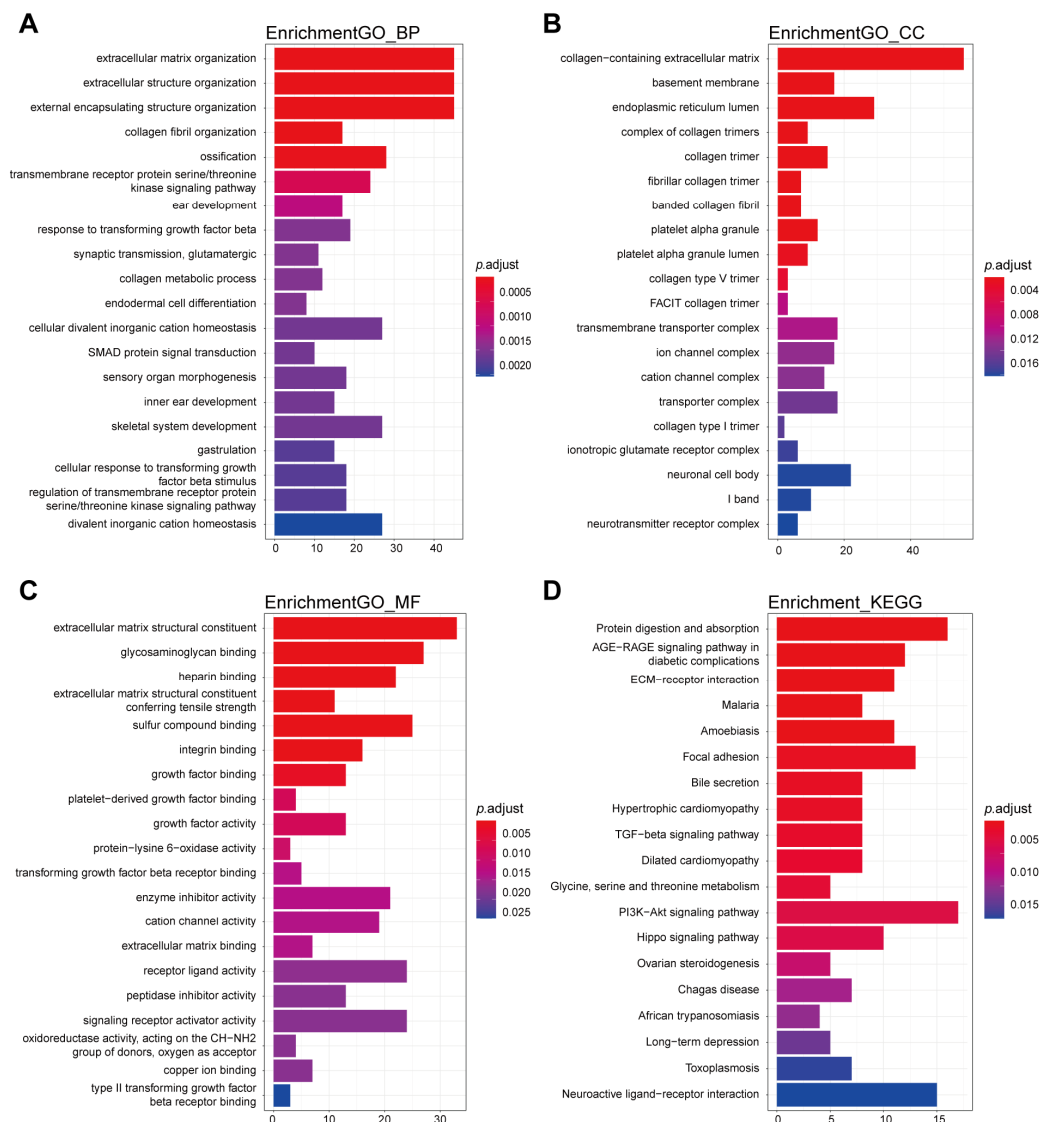 A
EnrichmentGO_BP
extracellular matrix organization
extracellular structure organization
external encapsulating structure organization
collagen fibril organization
ossification
transmembrane receptor protein serine/threonine
kinase signaling pathway
ear development
response to transforming growth factor beta
synaptic transmission, glutamatergic
collagen metabolic process
endodermal cell differentiation
cellular divalent inorganic cation homeostasis
SMAD protein signal transduction
sensory organ morphogenesis
inner ear development
skeletal system development
gastrulation
cellular response to transforming growth
factor beta stimulus
regulation of transmembrane receptor protein
serine/threonine kinase signaling pathway
divalent inorganic cation homeostasis
0 10 20 30 40
p.adjust
0.0005
0.0010
0.0015
0.0020
B
EnrichmentGO_CC
collagen−containing extracellular matrix
basement membrane
endoplasmic reticulum lumen
complex of collagen trimers
collagen trimer
fibrillar collagen trimer
banded collagen fibril
platelet alpha granule
platelet alpha granule lumen
collagen type V trimer
FACIT collagen trimer
transmembrane transporter complex
ion channel complex
cation channel complex
transporter complex
collagen type I trimer
ionotropic glutamate receptor complex
neuronal cell body
I band
neurotransmitter receptor complex
0 20 40
p.adjust
0.004
0.008
0.012
0.016
C
EnrichmentGO_MF
extracellular matrix structural constituent
glycosaminoglycan binding
heparin binding
extracellular matrix structural constituent
conferring tensile strength
sulfur compound binding
integrin binding
growth factor binding
platelet−derived growth factor binding
growth factor activity
protein−lysine 6−oxidase activity
transforming growth factor beta receptor binding
enzyme inhibitor activity
cation channel activity
extracellular matrix binding
receptor ligand activity
peptidase inhibitor activity
signaling receptor activator activity
oxidoreductase activity, acting on the CH−NH2
group of donors, oxygen as acceptor
copper ion binding
type II transforming growth factor
beta receptor binding
0 10 20 30
p.adjust
0.005
0.010
0.015
0.020
0.025
D
Enrichment_KEGG
Protein digestion and absorption
AGE−RAGE signaling pathway in
diabetic complications
ECM−receptor interaction
Malaria
Amoebiasis
Focal adhesion
Bile secretion
Hypertrophic cardiomyopathy
TGF−beta signaling pathway
Dilated cardiomyopathy
Glycine, serine and threonine metabolism
PI3K−Akt signaling pathway
Hippo signaling pathway
Ovarian steroidogenesis
Chagas disease
African trypanosomiasis
Long−term depression
Toxoplasmosis
Neuroactive ligand−receptor interaction
0 5 10 15
p.adjust
0.005
0.010
0.015